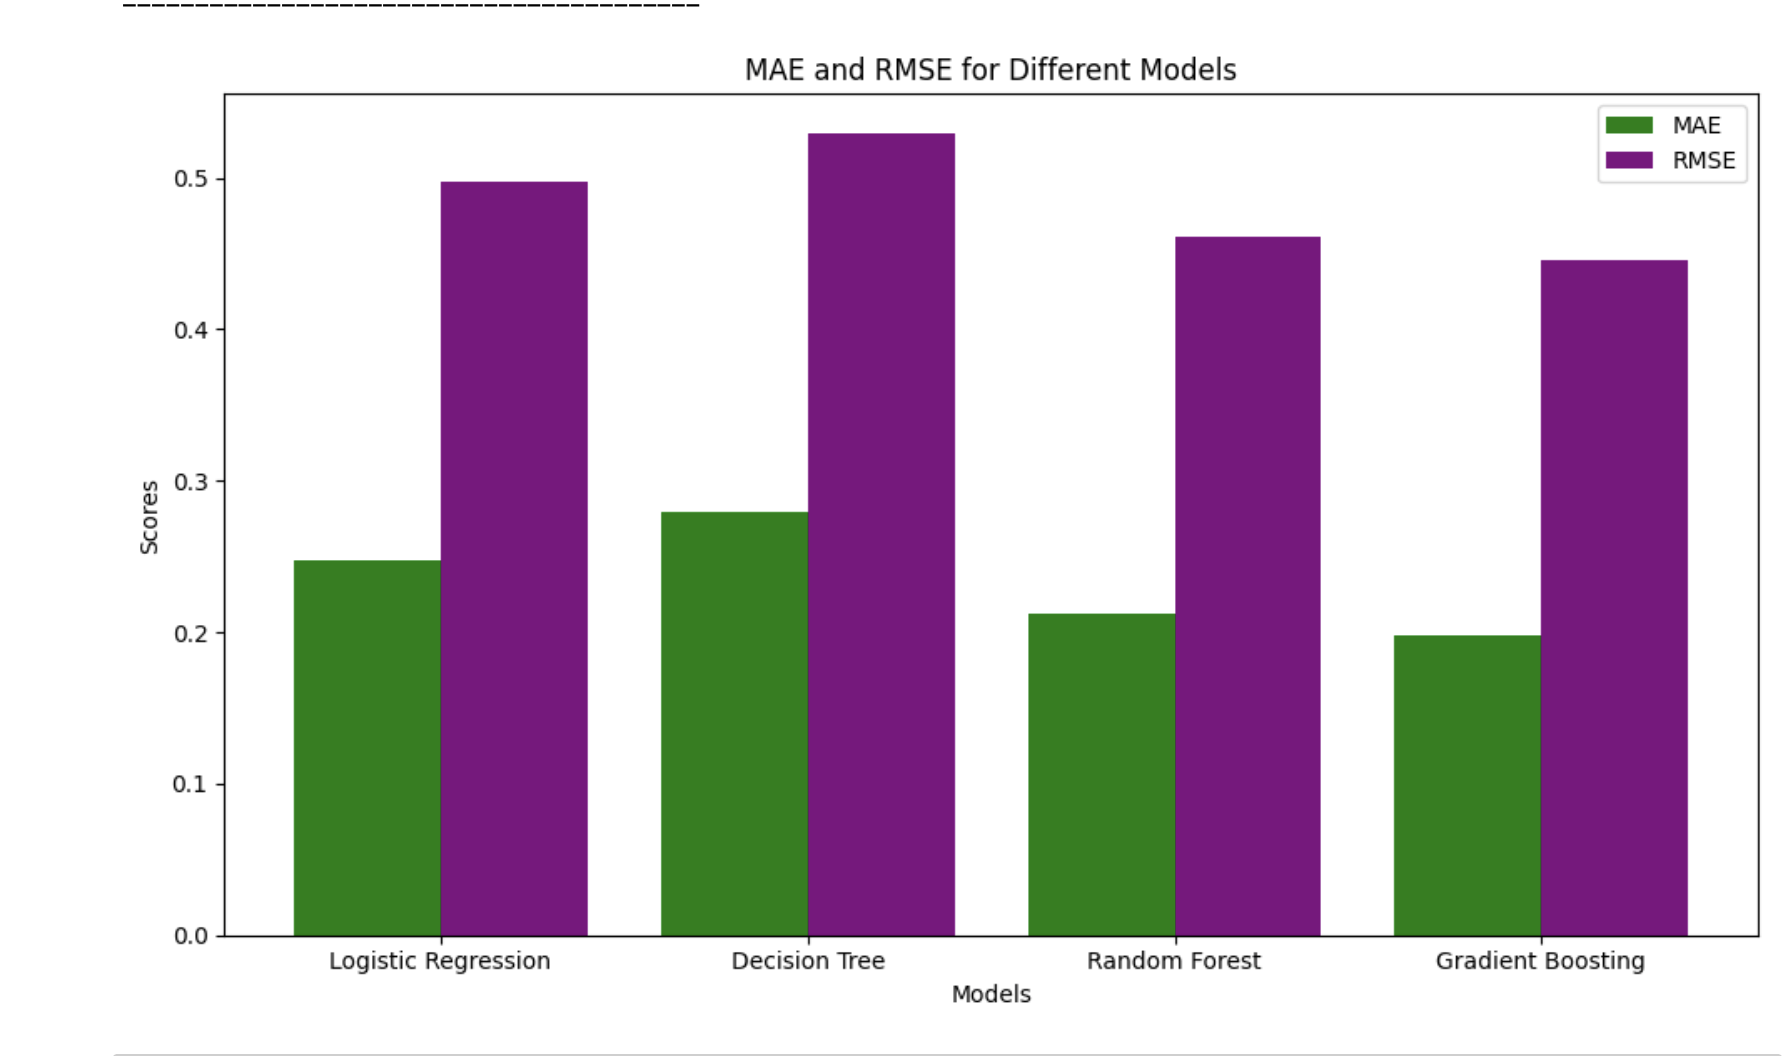 ----------------------------------------
MAE and RMSE for Different Models
MAE
RMSE
0.5
0.4
0.3
0.2
0.1
0.0
Scores
Logistic Regression
Decision Tree
Random Forest
Gradient Boosting
Models